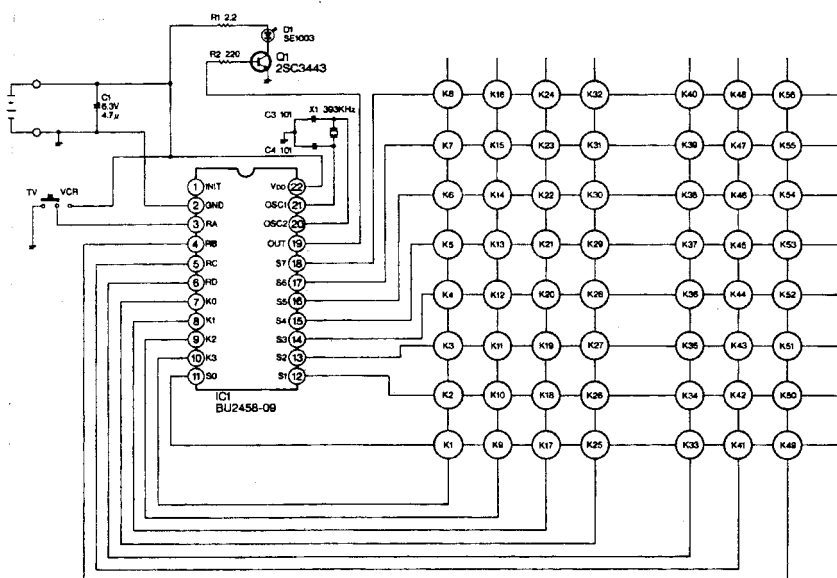 R1 2.2
D1
SE1003
R2 220
Q1
2SC3443
C1
6.3V
4.7μ
C3 101
X1 393KHz
C4 101
TV
VCR
1 INIT
2 GND
3 RA
4 RB
5 RC
6 RD
7 K0
8 K1
9 K2
10 K3
11 S0
VDD 22
OSC1 21
OSC2 20
OUT 19
S7 18
S6 17
S5 16
S4 15
S3 14
S2 13
S1 12
IC1
BU2458-09
K8 K16 K24 K32 K40 K48 K56
K7 K15 K23 K31 K39 K47 K55
K6 K14 K22 K30 K38 K46 K54
K5 K13 K21 K29 K37 K45 K53
K4 K12 K20 K28 K36 K44 K52
K3 K11 K19 K27 K35 K43 K51
K2 K10 K18 K26 K34 K42 K50
K1 K9 K17 K25 K33 K41 K49